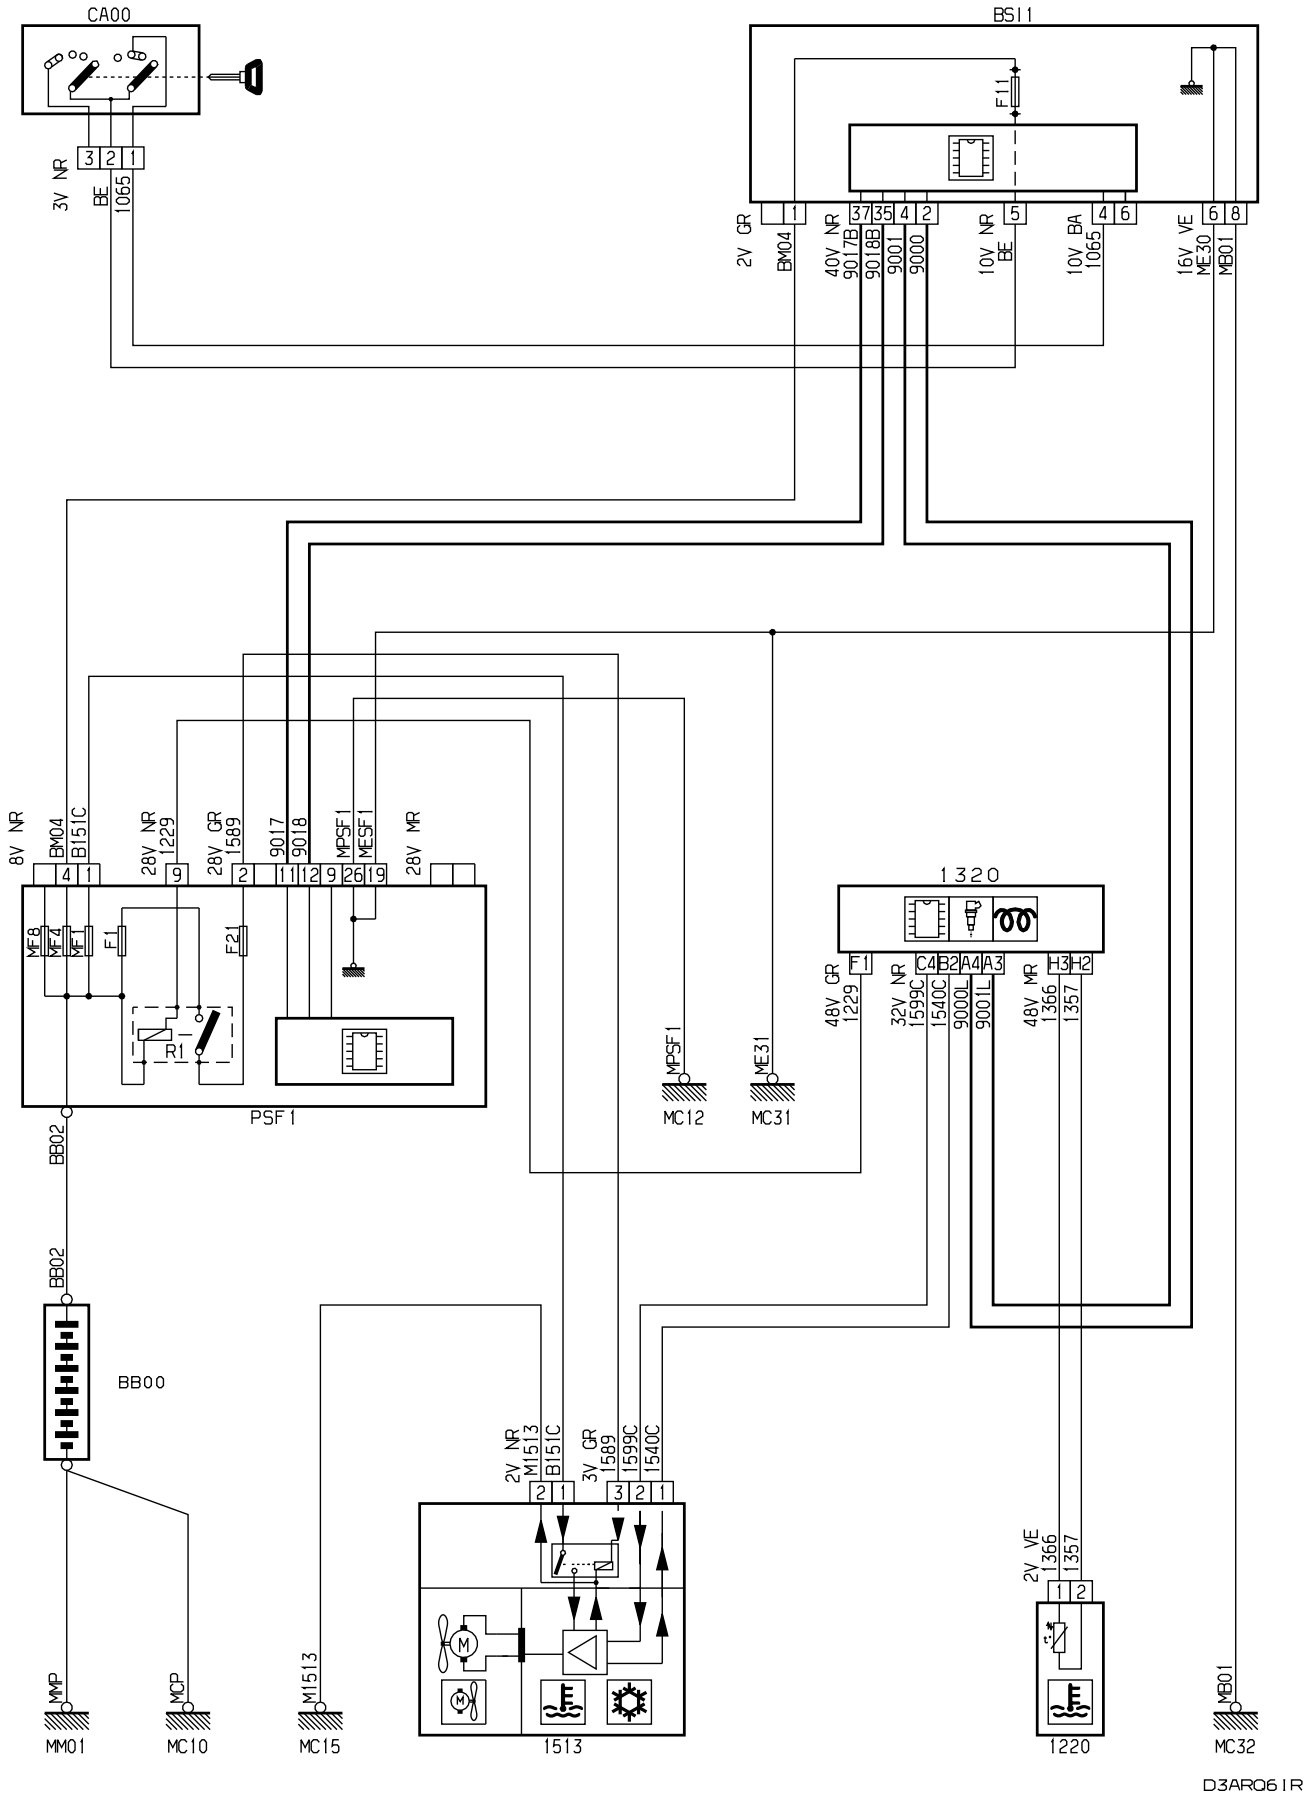 CA00
BSI1
F11
3 2 1
3V NR
BE
1065
1 37 35 4 2 5 4 6 6 8
2V GR
BM04
40V NR
9017B
9018B
9001
9000
10V NR
BE
10V BA
1065
16V VE
ME30
MB01
8V NR
BM04
B151C
28V NR
1229
28V GR
1589
9017
9018
MPSF1
MESF1
28V MR
4 1 9 2 11 12 9 26 19
MF8
MF4
MF1
F1
F21
R1
PSF1
1320
F1 C4 B2 A4 A3 H3 H2
48V GR
1229
32V NR
1599C
1540C
9000L
9001L
48V MR
1366
1357
MPSF1
MC12
ME31
MC31
BB02
BB02
BB00
2V NR
M1513
B151C
3V GR
1589
1599C
1540C
2 1 3 2 1
M
M
1513
2V VE
1366
1357
1 2
t°
1220
MMP
MM01
MCP
MC10
M1513
MC15
MB01
MC32
D3ARQ61R